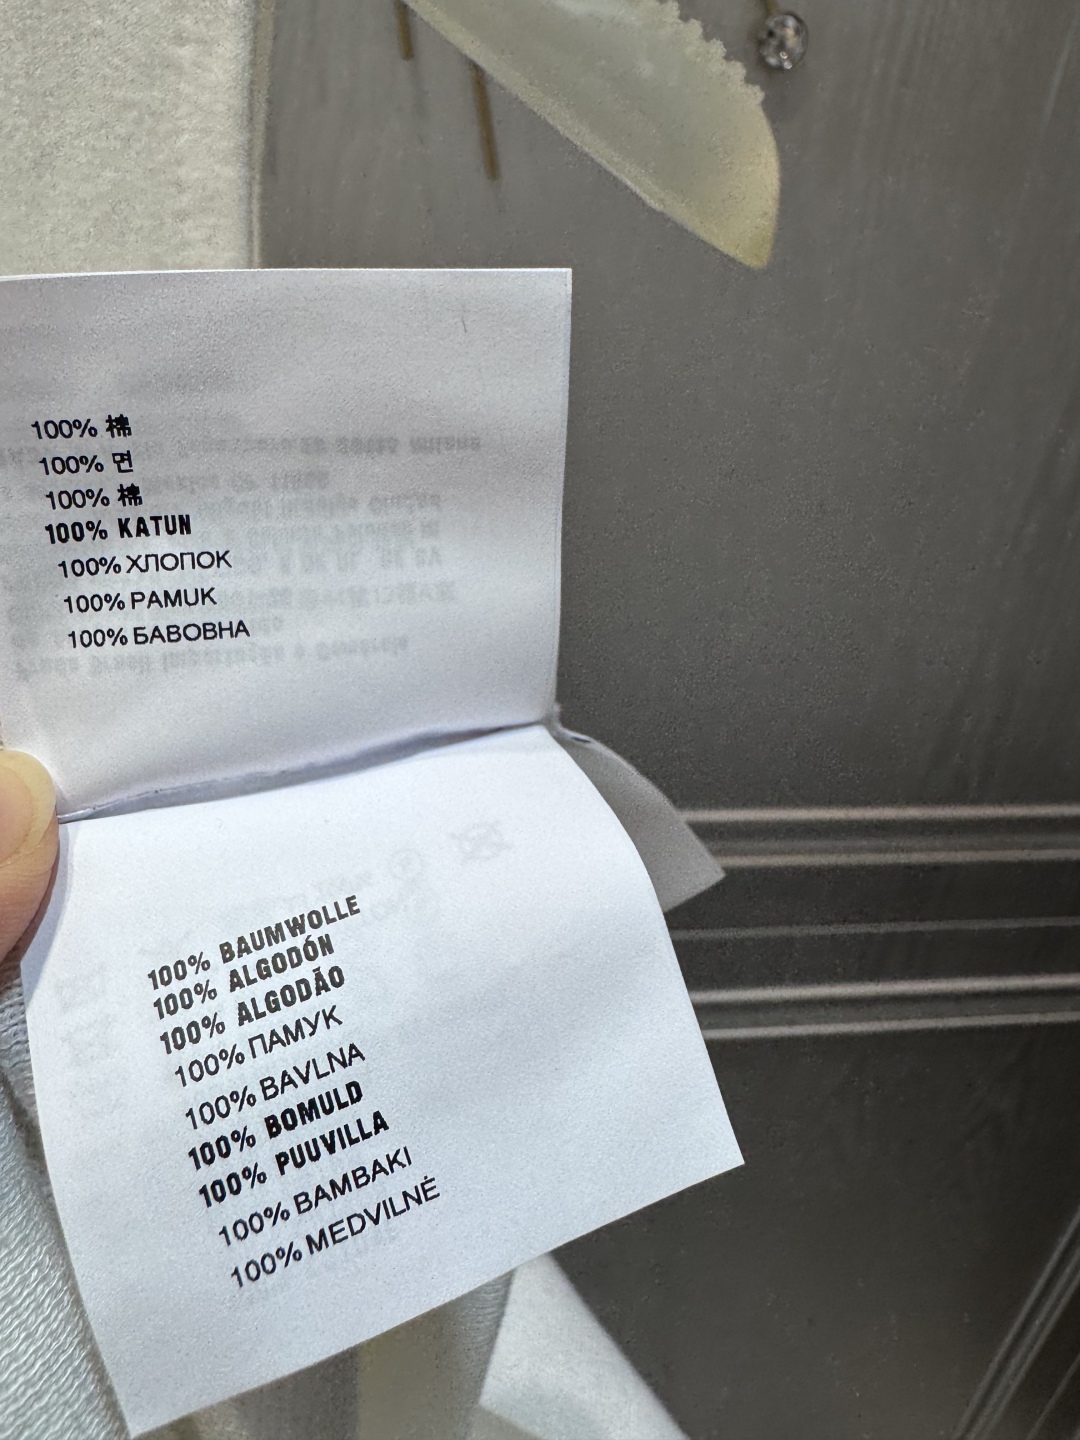 100% 棉
100% 면
100% 棉
100% KATUN
100% ХЛОПОК
100% PAMUK
100% БАВОВНА
100% BAUMWOLLE
100% ALGODÓN
100% ALGODÃO
100% ПАМУК
100% BAVLNA
100% BOMULD
100% PUUVILLA
100% BAMBAKI
100% MEDVILNĖ